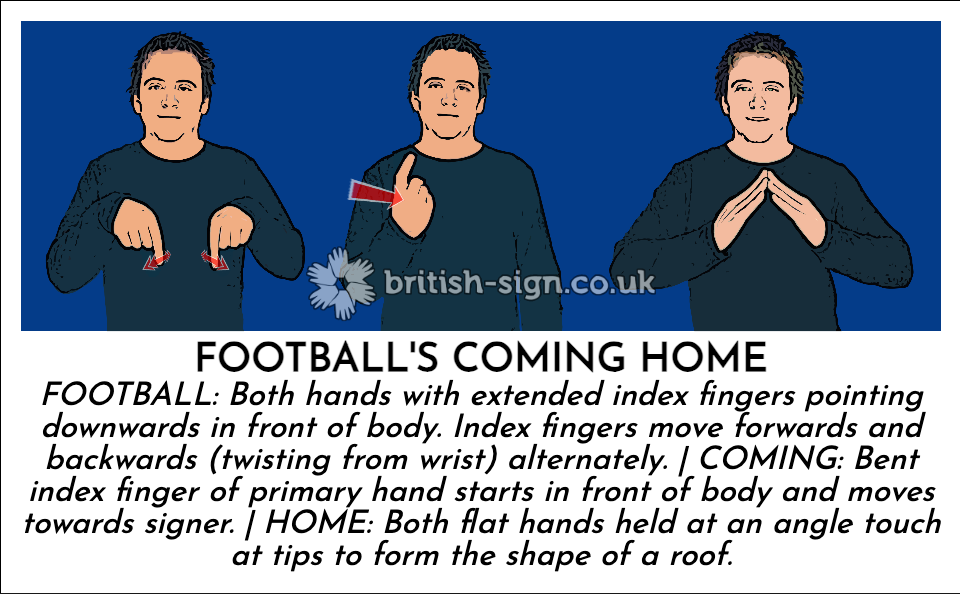 british-sign.co.uk
FOOTBALL'S COMING HOME
FOOTBALL: Both hands with extended index fingers pointing
downwards in front of body. Index fingers move forwards and
backwards (twisting from wrist) alternately. | COMING: Bent
index finger of primary hand starts in front of body and moves
towards signer. | HOME: Both flat hands held at an angle touch
at tips to form the shape of a roof.